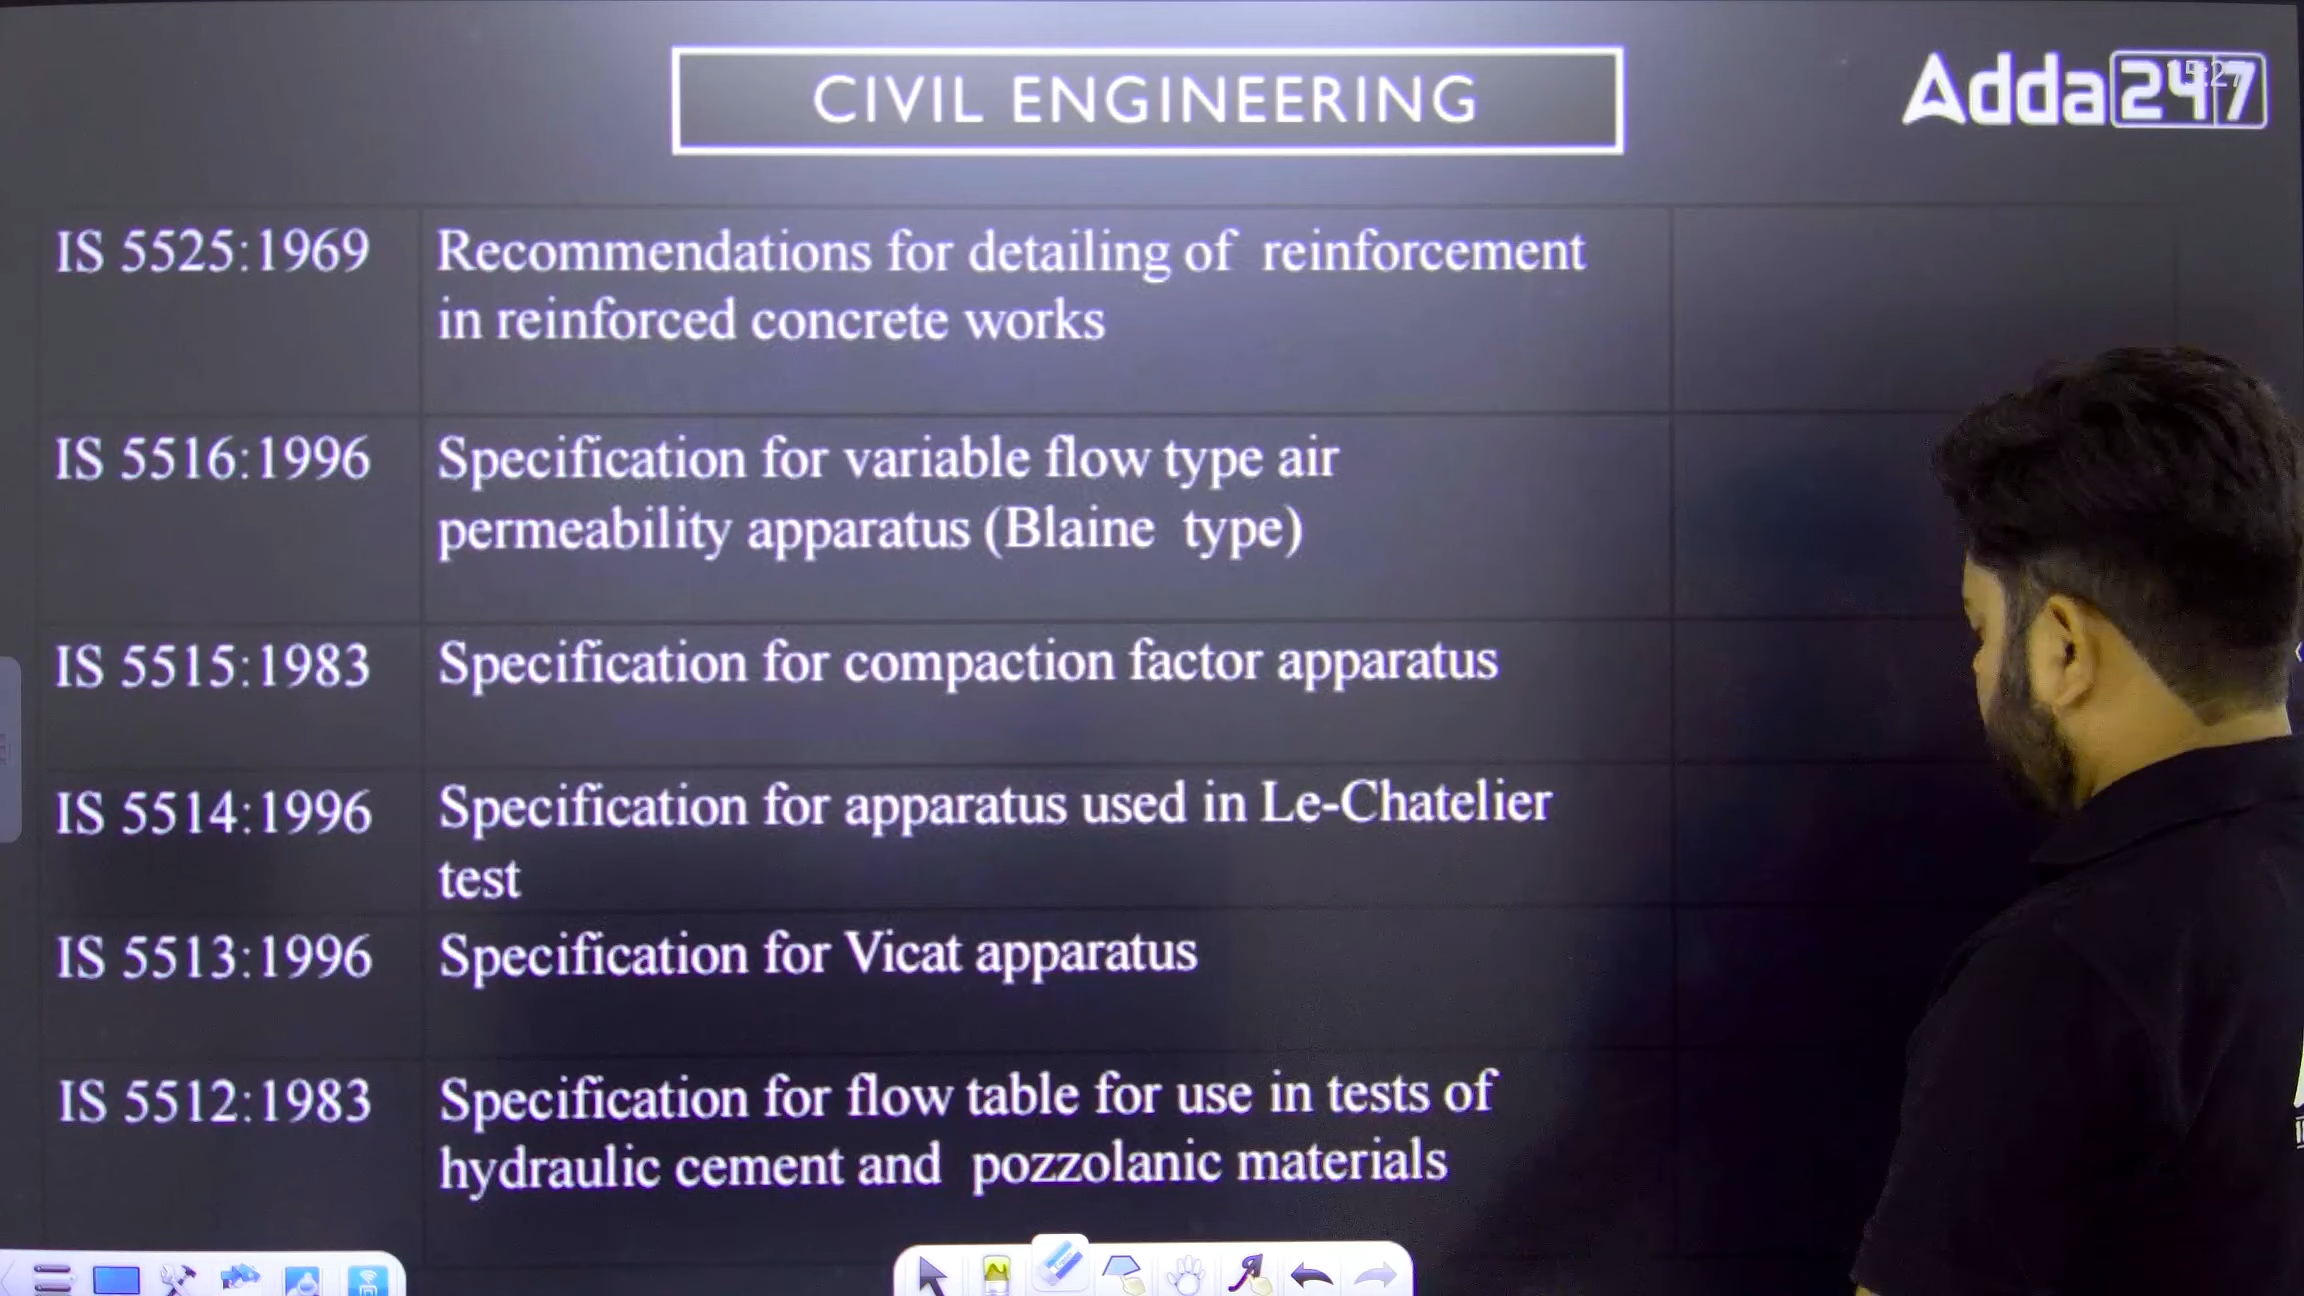 CIVIL ENGINEERING
Adda247
IS 5525:1969
Recommendations for detailing of reinforcement
in reinforced concrete works
IS 5516:1996
Specification for variable flow type air
permeability apparatus (Blaine type)
IS 5515:1983
Specification for compaction factor apparatus
IS 5514:1996
Specification for apparatus used in Le-Chatelier
test
IS 5513:1996
Specification for Vicat apparatus
IS 5512:1983
Specification for flow table for use in tests of
hydraulic cement and pozzolanic materials